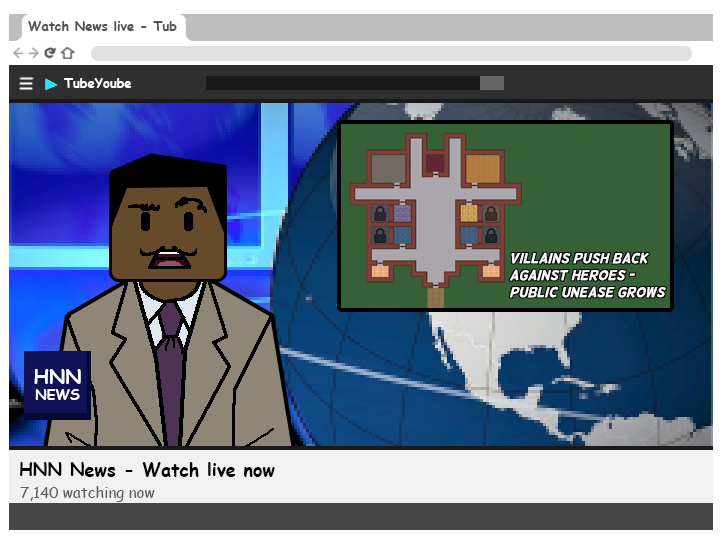 Watch News live - Tub
TubeYoube
VILLAINS PUSH BACK
AGAINST HEROES -
PUBLIC UNEASE GROWS
HNN
NEWS
HNN News - Watch live now
7,140 watching now